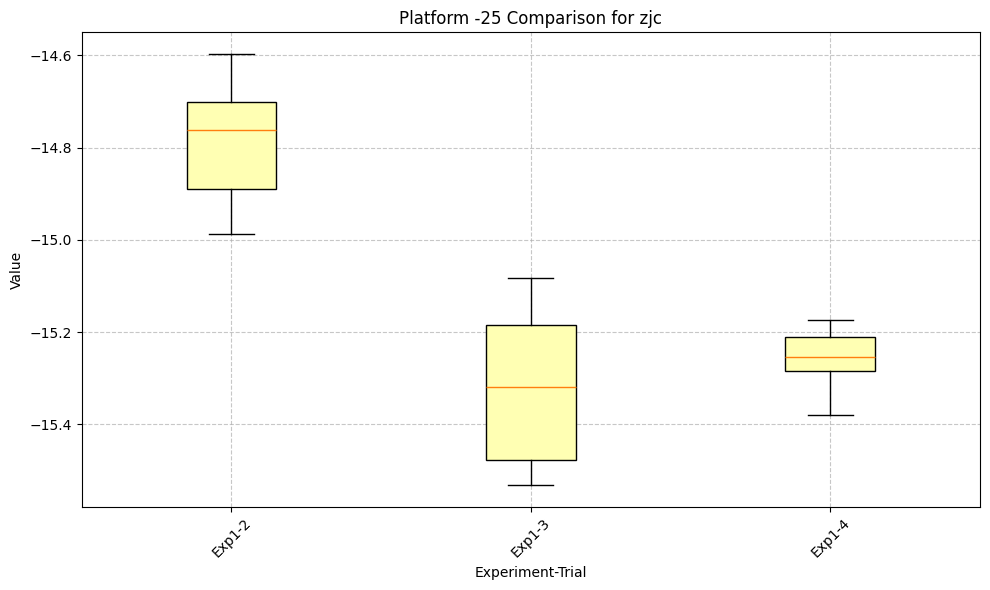 Platform -25 Comparison for zjc
−14.6
−14.8
−15.0
−15.2
−15.4
Value
Exp1-2
Exp1-3
Exp1-4
Experiment-Trial